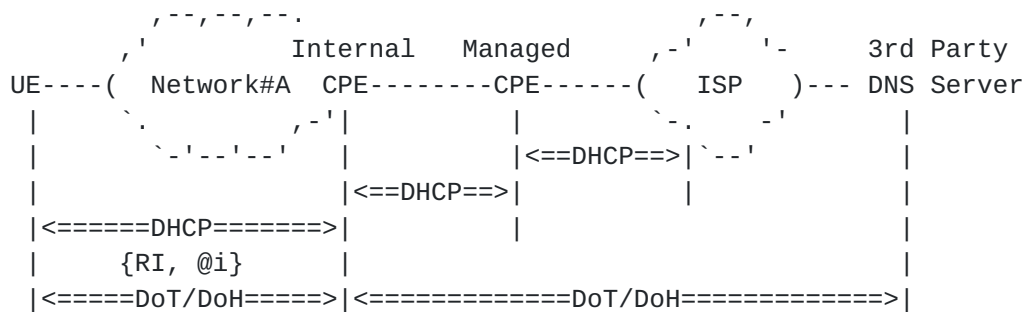 ,--,--,--.                         ,--,
       ,'         Internal   Managed     ,-'    '-     3rd Party
UE----(   Network#A  CPE--------CPE------(   ISP   )--- DNS Server
 |     `.         ,-'|          |        `-.    -'       |
 |       `-'--'--'   |          |<==DHCP==>|`--'         |
 |                   |<==DHCP==>|          |             |
 |<======DHCP=======>|          |                        |
 |     {RI, @i}      |                                   |
 |<=====DoT/DoH=====>|<=============DoT/DoH=============>|